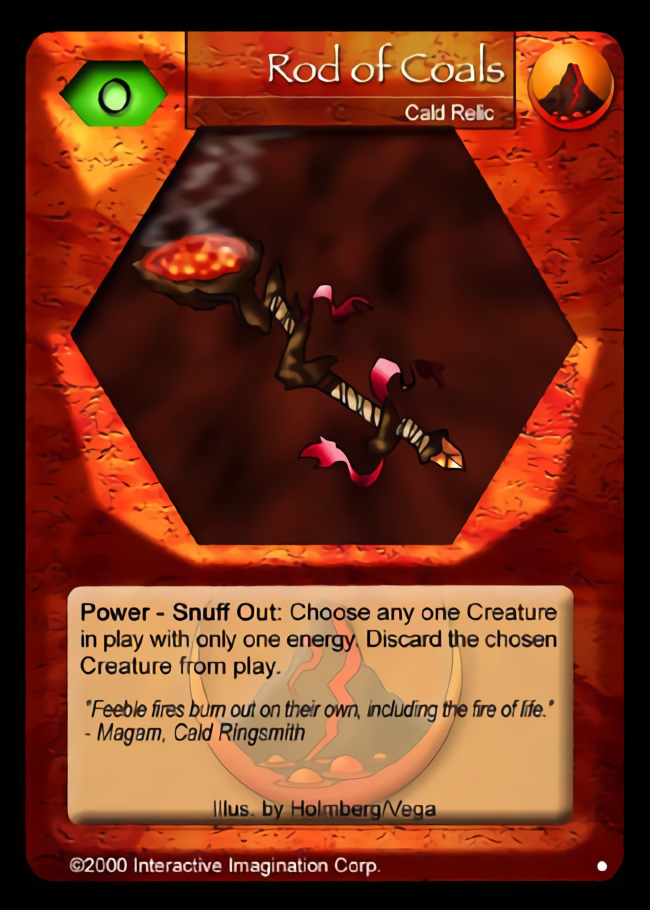 0
Rod of Coals
Cald Relic
Power - Snuff Out: Choose any one Creature
in play with only one energy. Discard the chosen
Creature from play.
"Feeble fires burn out on their own, including the fire of life."
- Magam, Cald Ringsmith
Illus. by Holmberg/Vega
©2000 Interactive Imagination Corp.